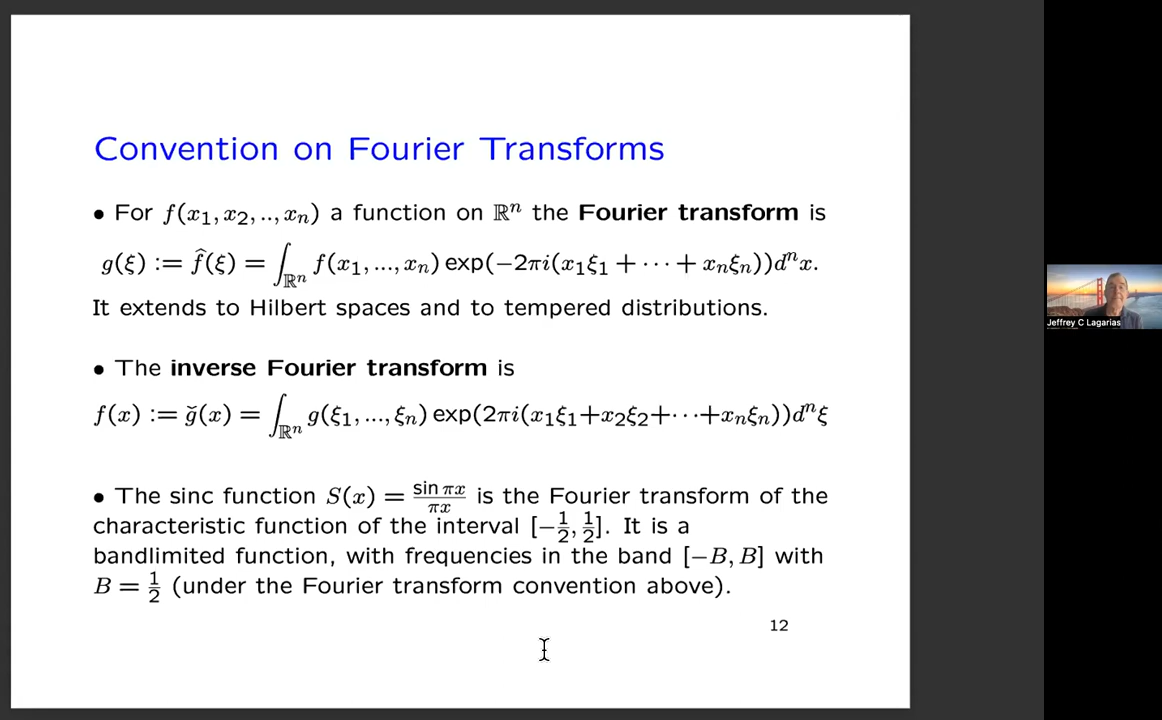 Convention on Fourier Transforms
• For f(x₁, x₂, .., xₙ) a function on ℝⁿ the Fourier transform is
g(ξ) := f̂(ξ) = ∫_ℝⁿ f(x₁, ..., xₙ) exp(−2πi(x₁ξ₁ + ··· + xₙξₙ))dⁿx.
It extends to Hilbert spaces and to tempered distributions.
• The inverse Fourier transform is
f(x) := ǧ(x) = ∫_ℝⁿ g(ξ₁, ..., ξₙ) exp(2πi(x₁ξ₁+x₂ξ₂+···+xₙξₙ))dⁿξ
• The sinc function S(x) = sin πx/πx is the Fourier transform of the
characteristic function of the interval [−1/2, 1/2]. It is a
bandlimited function, with frequencies in the band [−B, B] with
B = 1/2 (under the Fourier transform convention above).
12
Jeffrey C Lagarias